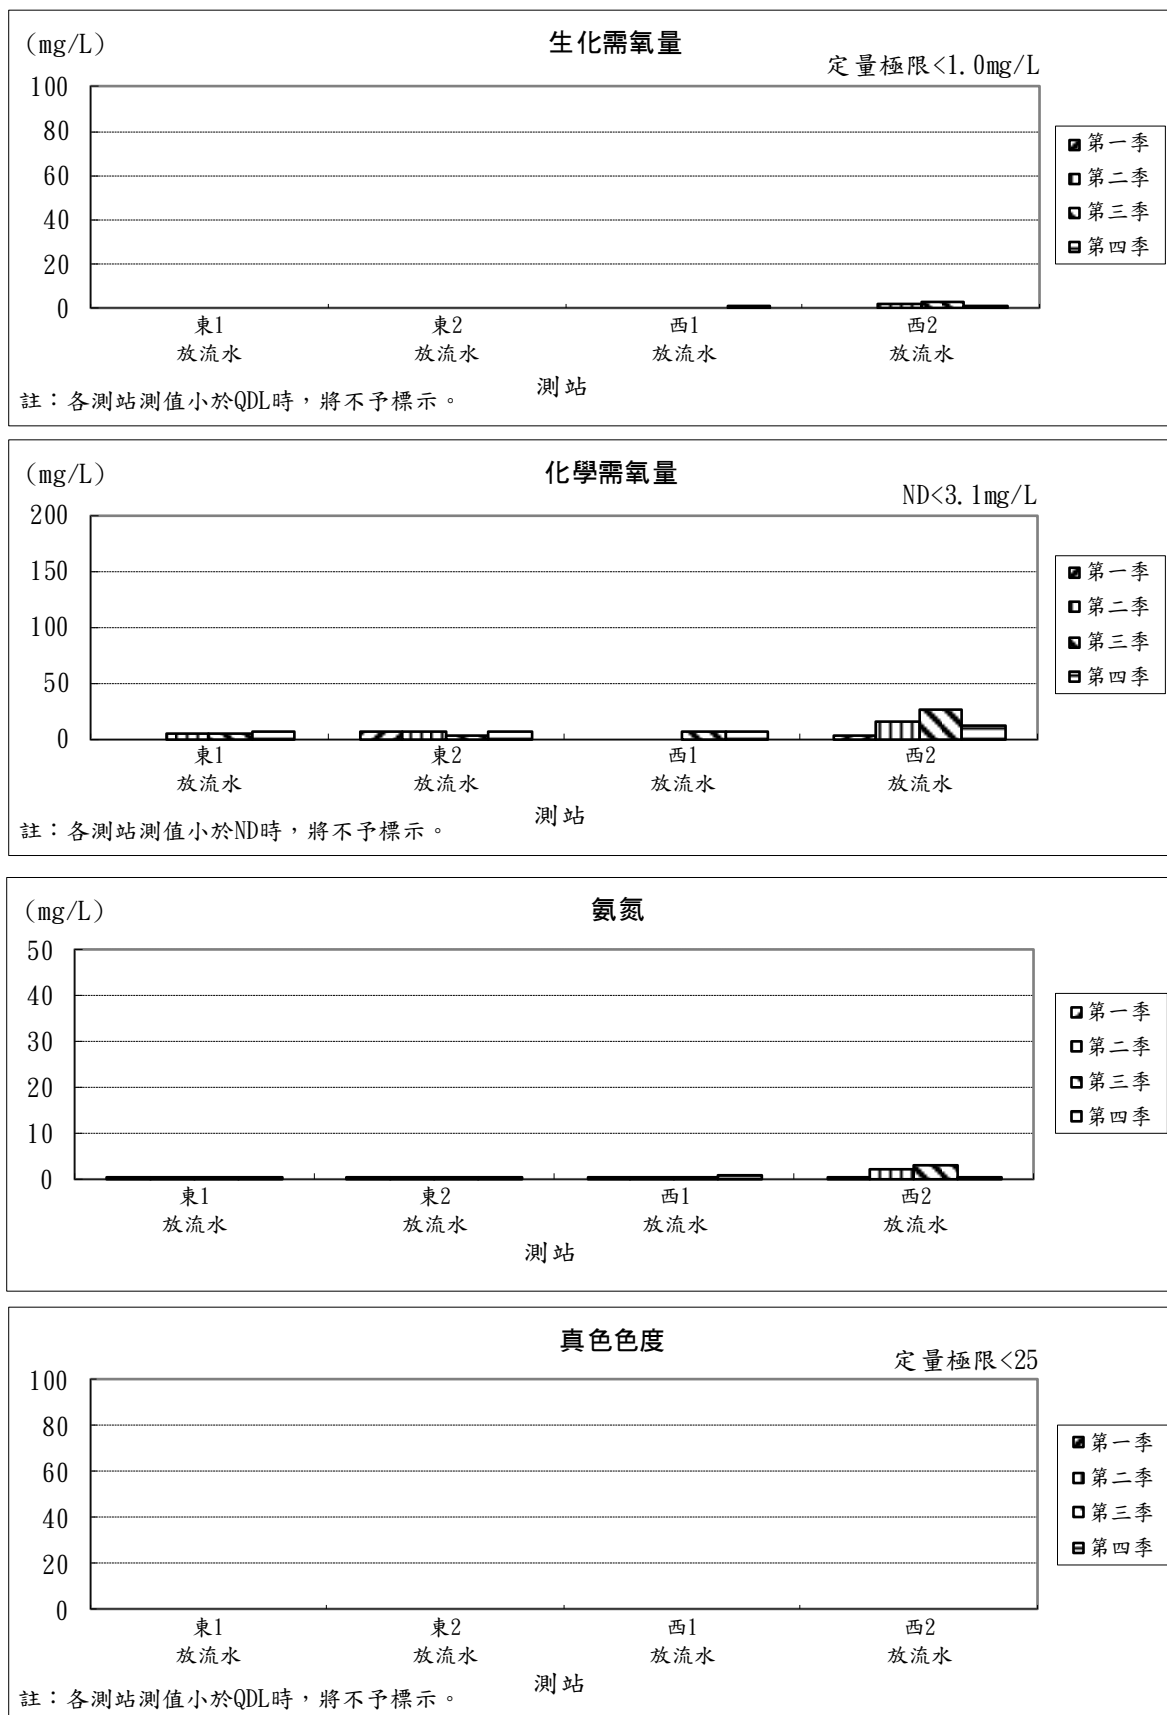 生化需氧量
(mg/L)
定量極限<1.0mg/L
100
80
60
40
20
0
東1
放流水
東2
放流水
西1
放流水
西2
放流水
測站
第一季
第二季
第三季
第四季
註：各測站測值小於QDL時，將不予標示。
化學需氧量
(mg/L)
ND<3.1mg/L
200
150
100
50
0
東1
放流水
東2
放流水
西1
放流水
西2
放流水
測站
第一季
第二季
第三季
第四季
註：各測站測值小於ND時，將不予標示。
氨氮
(mg/L)
50
40
30
20
10
0
東1
放流水
東2
放流水
西1
放流水
西2
放流水
測站
第一季
第二季
第三季
第四季
真色色度
定量極限<25
100
80
60
40
20
0
東1
放流水
東2
放流水
西1
放流水
西2
放流水
測站
第一季
第二季
第三季
第四季
註：各測站測值小於QDL時，將不予標示。